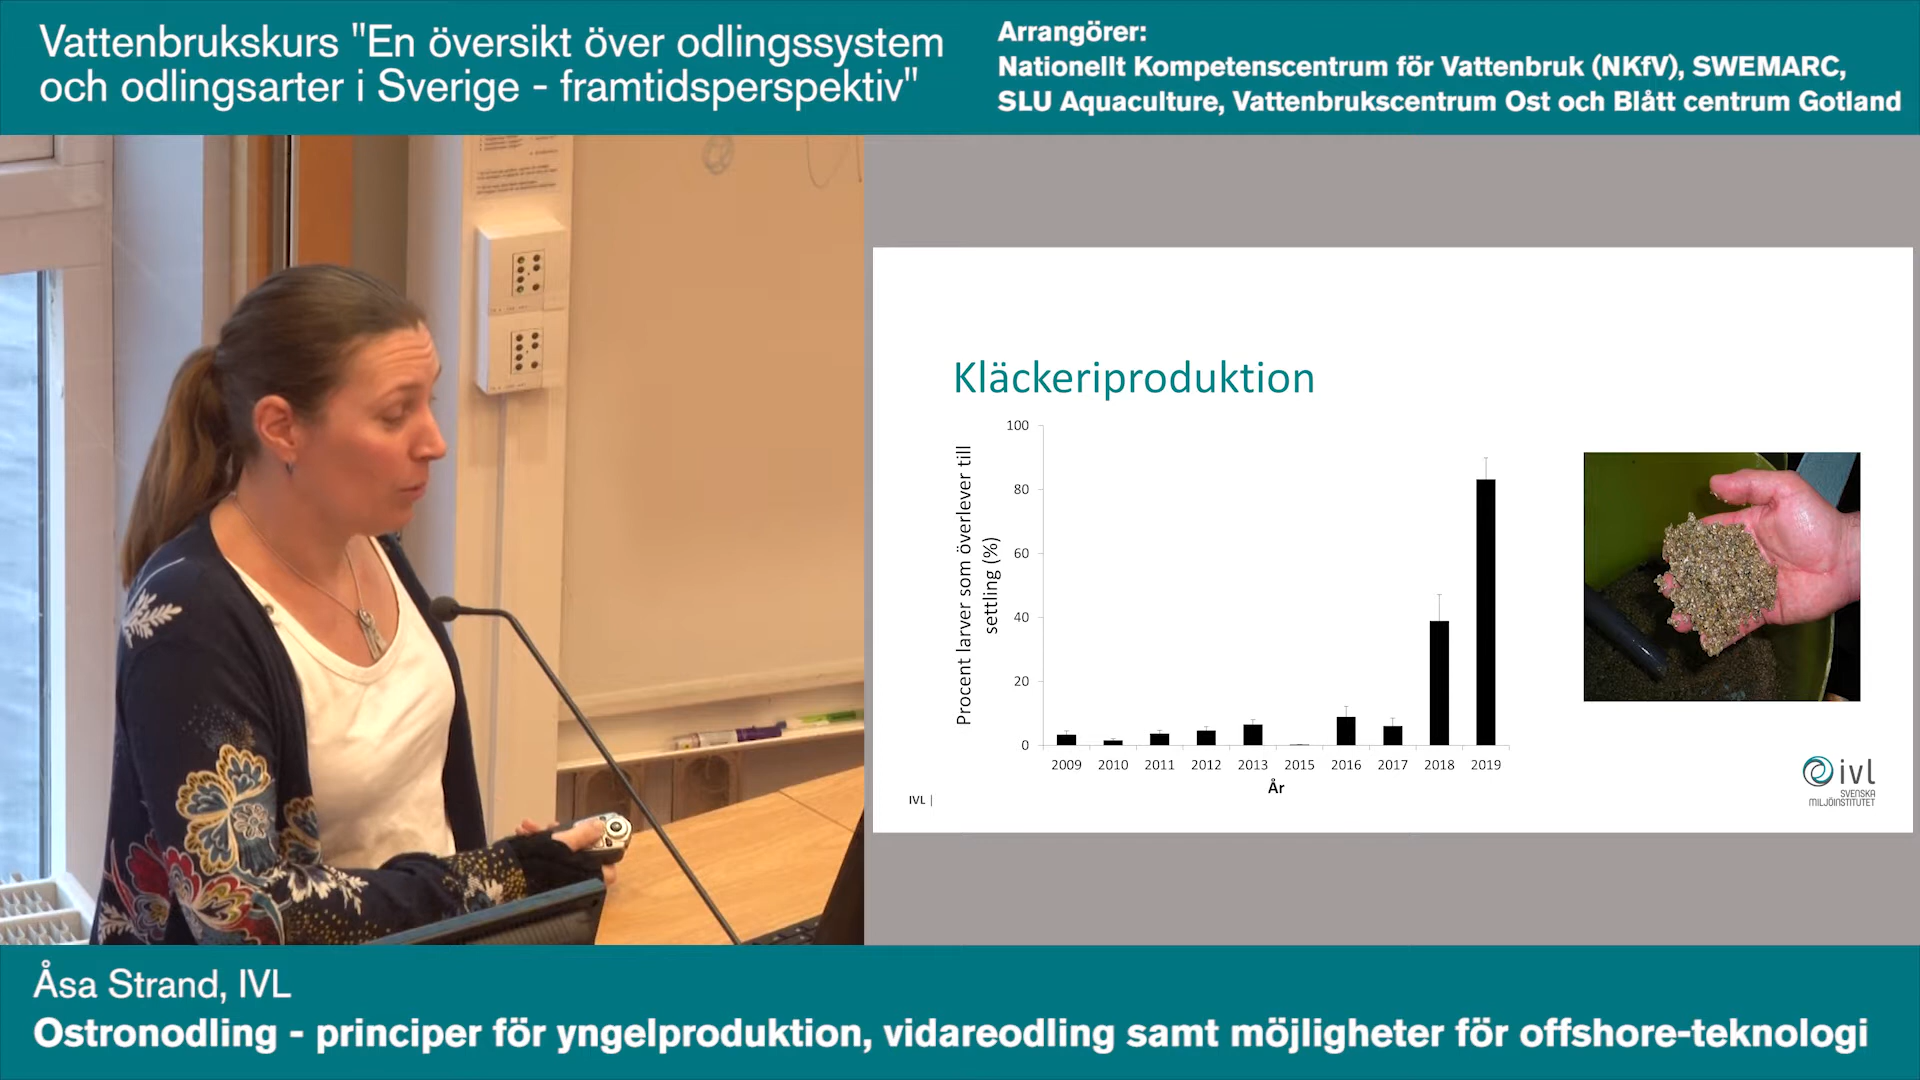 Vattenbrukskurs "En översikt över odlingssystem
och odlingsarter i Sverige - framtidsperspektiv"
Arrangörer:
Nationellt Kompetenscentrum för Vattenbruk (NKfV), SWEMARC,
SLU Aquaculture, Vattenbrukscentrum Ost och Blått centrum Gotland
Kläckeriproduktion
Procent larver som överlever till
settling (%)
100
80
60
40
20
0
2009 2010 2011 2012 2013 2015 2016 2017 2018 2019
År
IVL |
ivl
SVENSKA
MILJÖINSTITUTET
Åsa Strand, IVL
Ostronodling - principer för yngelproduktion, vidareodling samt möjligheter för offshore-teknologi